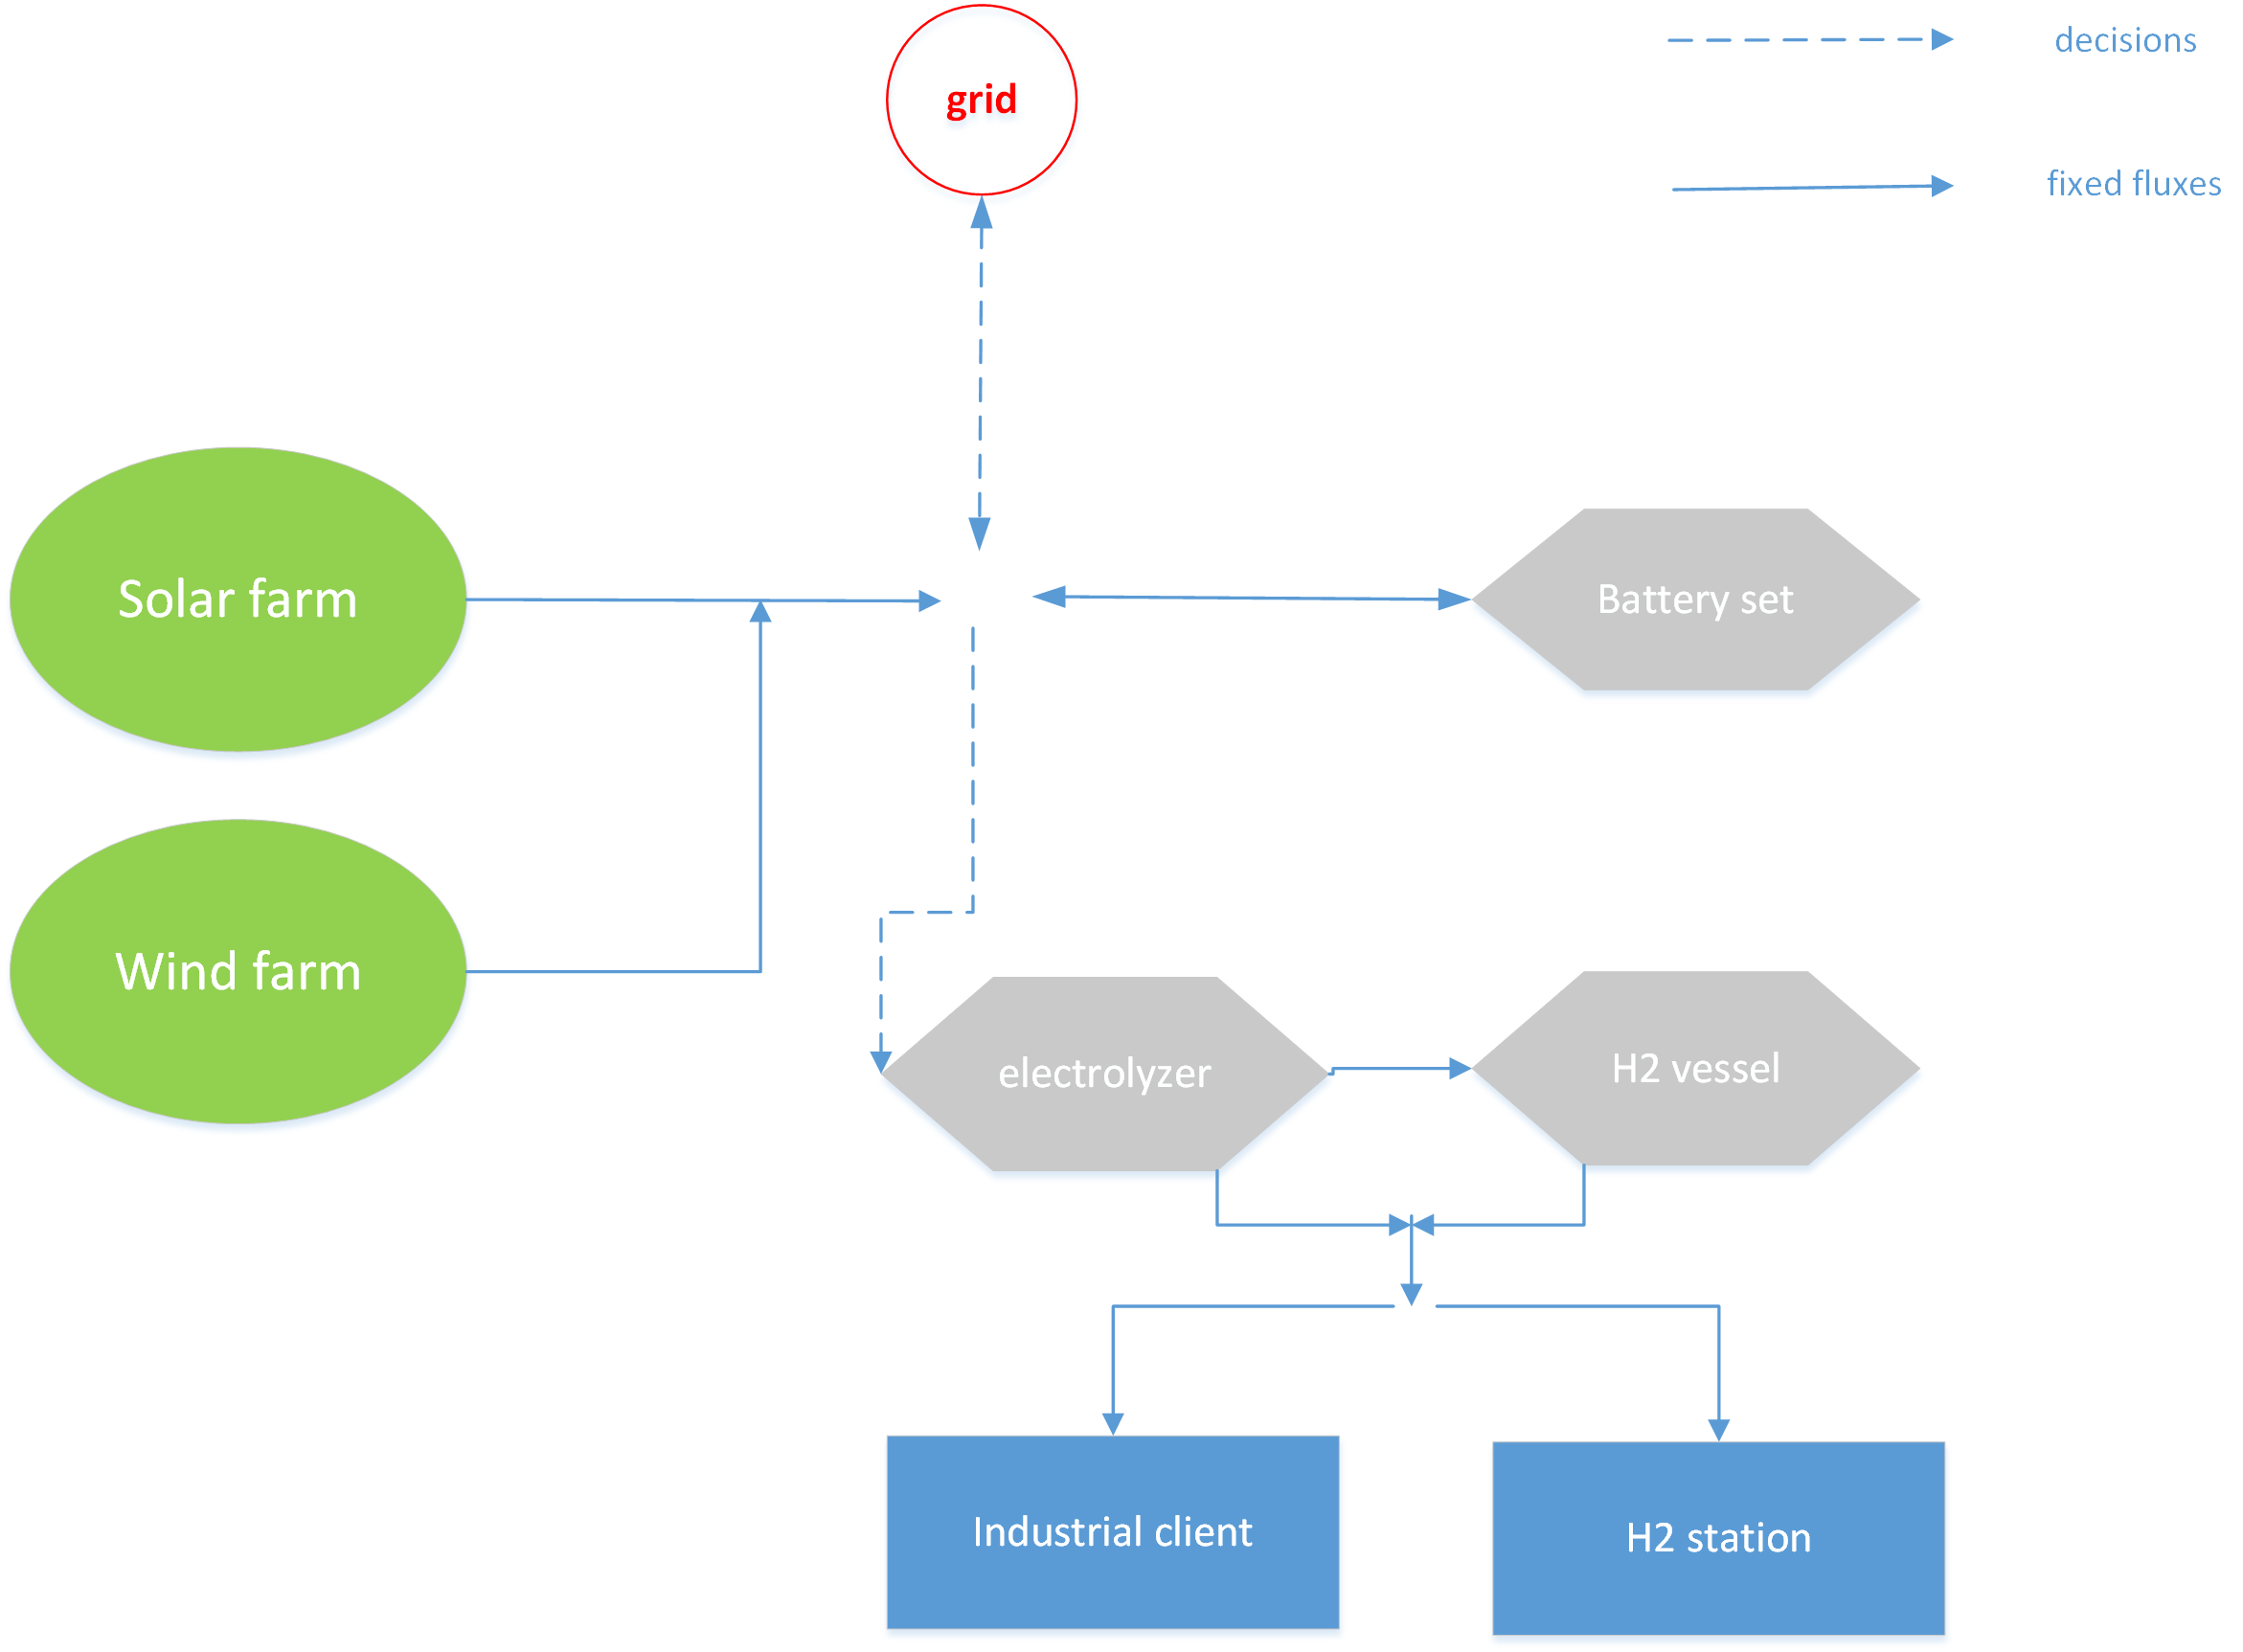 grid
decisions
fixed fluxes
Solar farm
Battery set
Wind farm
electrolyzer
H2 vessel
Industrial client
H2 station